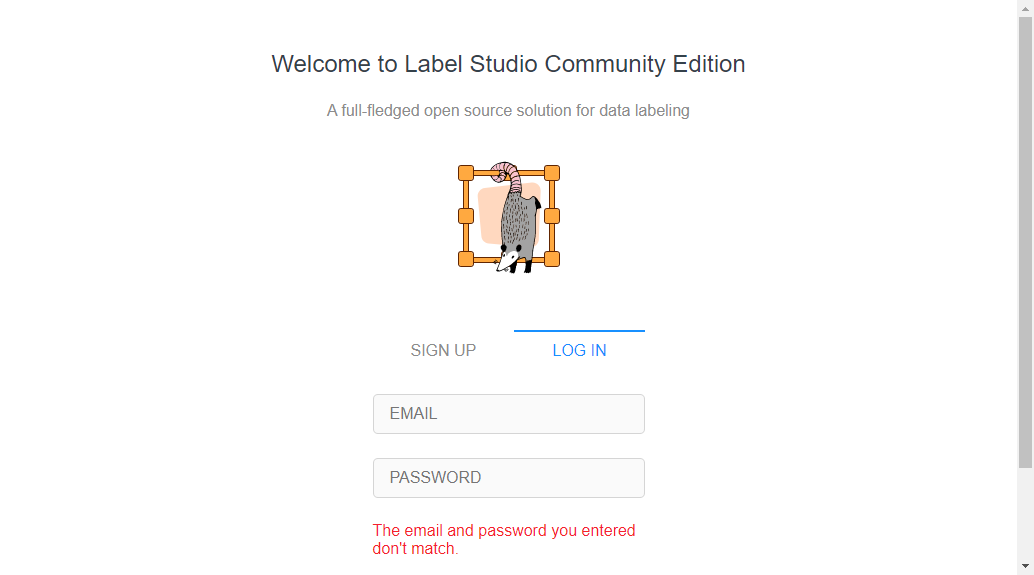 Welcome to Label Studio Community Edition
A full-fledged open source solution for data labeling
SIGN UP
LOG IN
EMAIL
PASSWORD
The email and password you entered
don't match.